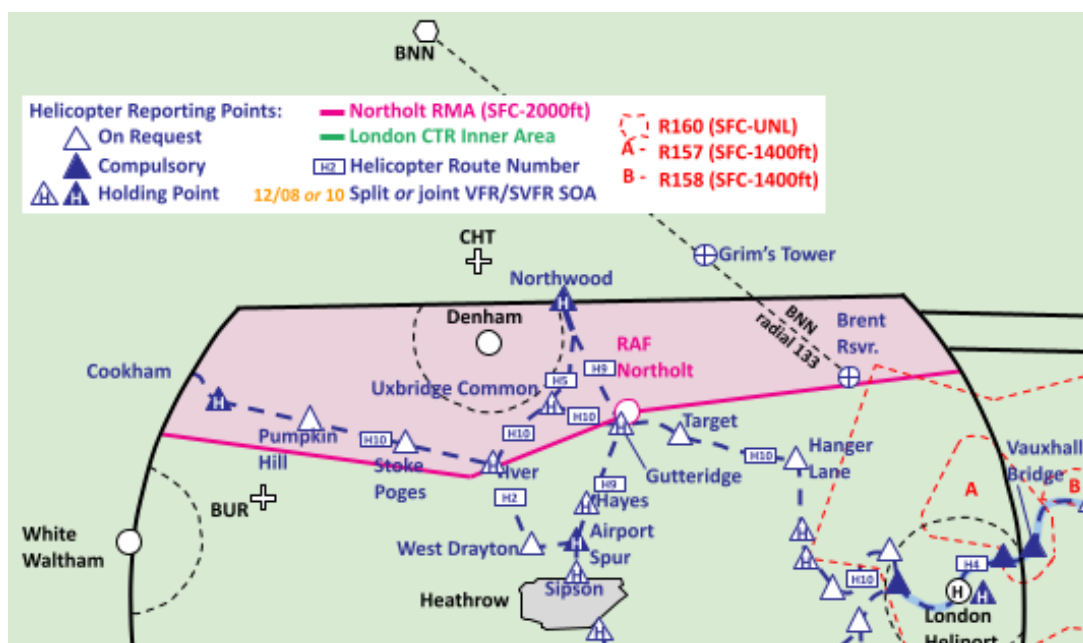 BNN
Helicopter Reporting Points:
On Request
Compulsory
H H Holding Point
Northolt RMA (SFC-2000ft)
London CTR Inner Area
H2 Helicopter Route Number
12/08 or 10 Split or joint VFR/SVFR SOA
R160 (SFC-UNL)
A - R157 (SFC-1400ft)
B - R158 (SFC-1400ft)
CHT
Grim's Tower
Northwood
H
BNN
radial 133
Denham
Brent
Rsvr.
RAF
Northolt
Cookham
H
Uxbridge Common
H5
H9
H
H10
H10
H
Target
Pumpkin
Hill
H10
Stoke
Poges
H
Iver
Gutteridge
H10
Hanger
Lane
Vauxhall
Bridge
A
B
BUR
H2
H9
H
Hayes
White
Waltham
West Drayton
H
Airport
Spur
H
Sipson
Heathrow
H
H
H
H10
H4
H
H
London
Heliport